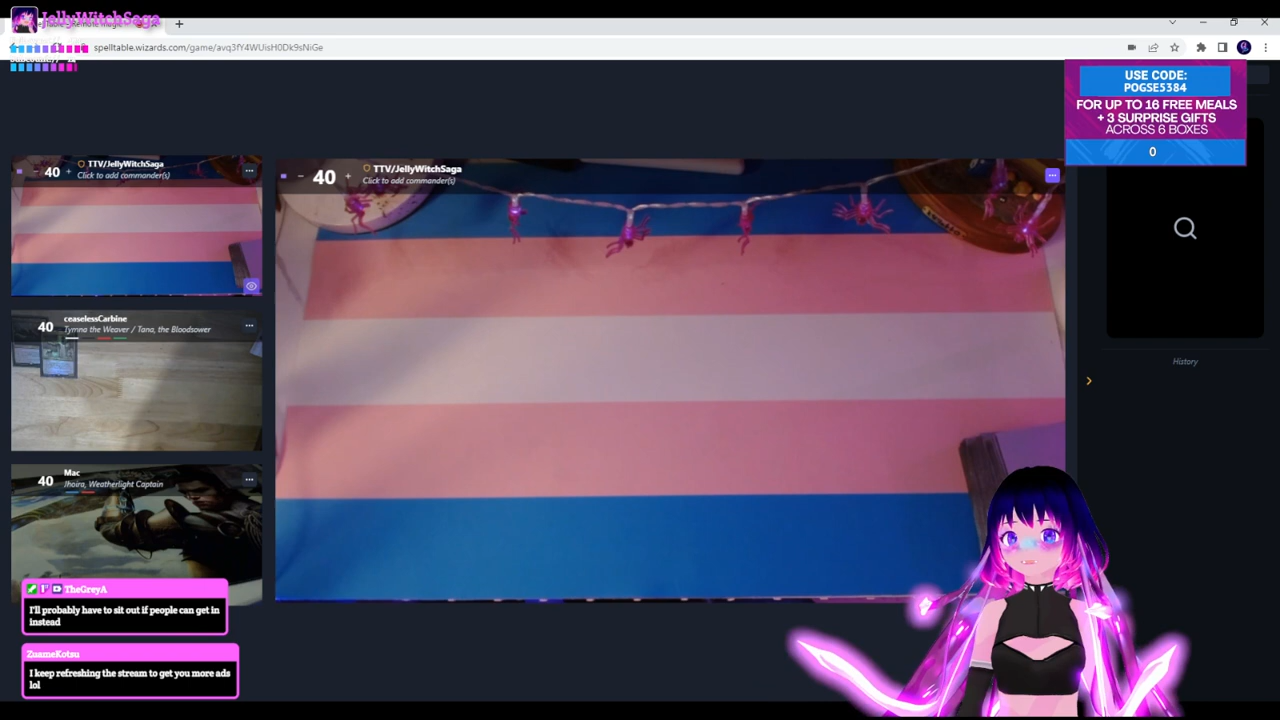 JellyWitchSaga
spelltable.wizards.com/game/avq3fY4WUisH0Dk9sNiGe
USE CODE:
POGSE5384
FOR UP TO 16 FREE MEALS
+ 3 SURPRISE GIFTS
ACROSS 6 BOXES
0
40
TTV/JellyWitchSaga
Click to add commander(s)
40
TTV/JellyWitchSaga
Click to add commander(s)
40
ceaselessCarbine
Tymna the Weaver / Tana, the Bloodsower
History
40
Mac
Jhoira, Weatherlight Captain
TheGreyA
I'll probably have to sit out if people can get in
instead
ZuameKotsu
I keep refreshing the stream to get you more ads
lol